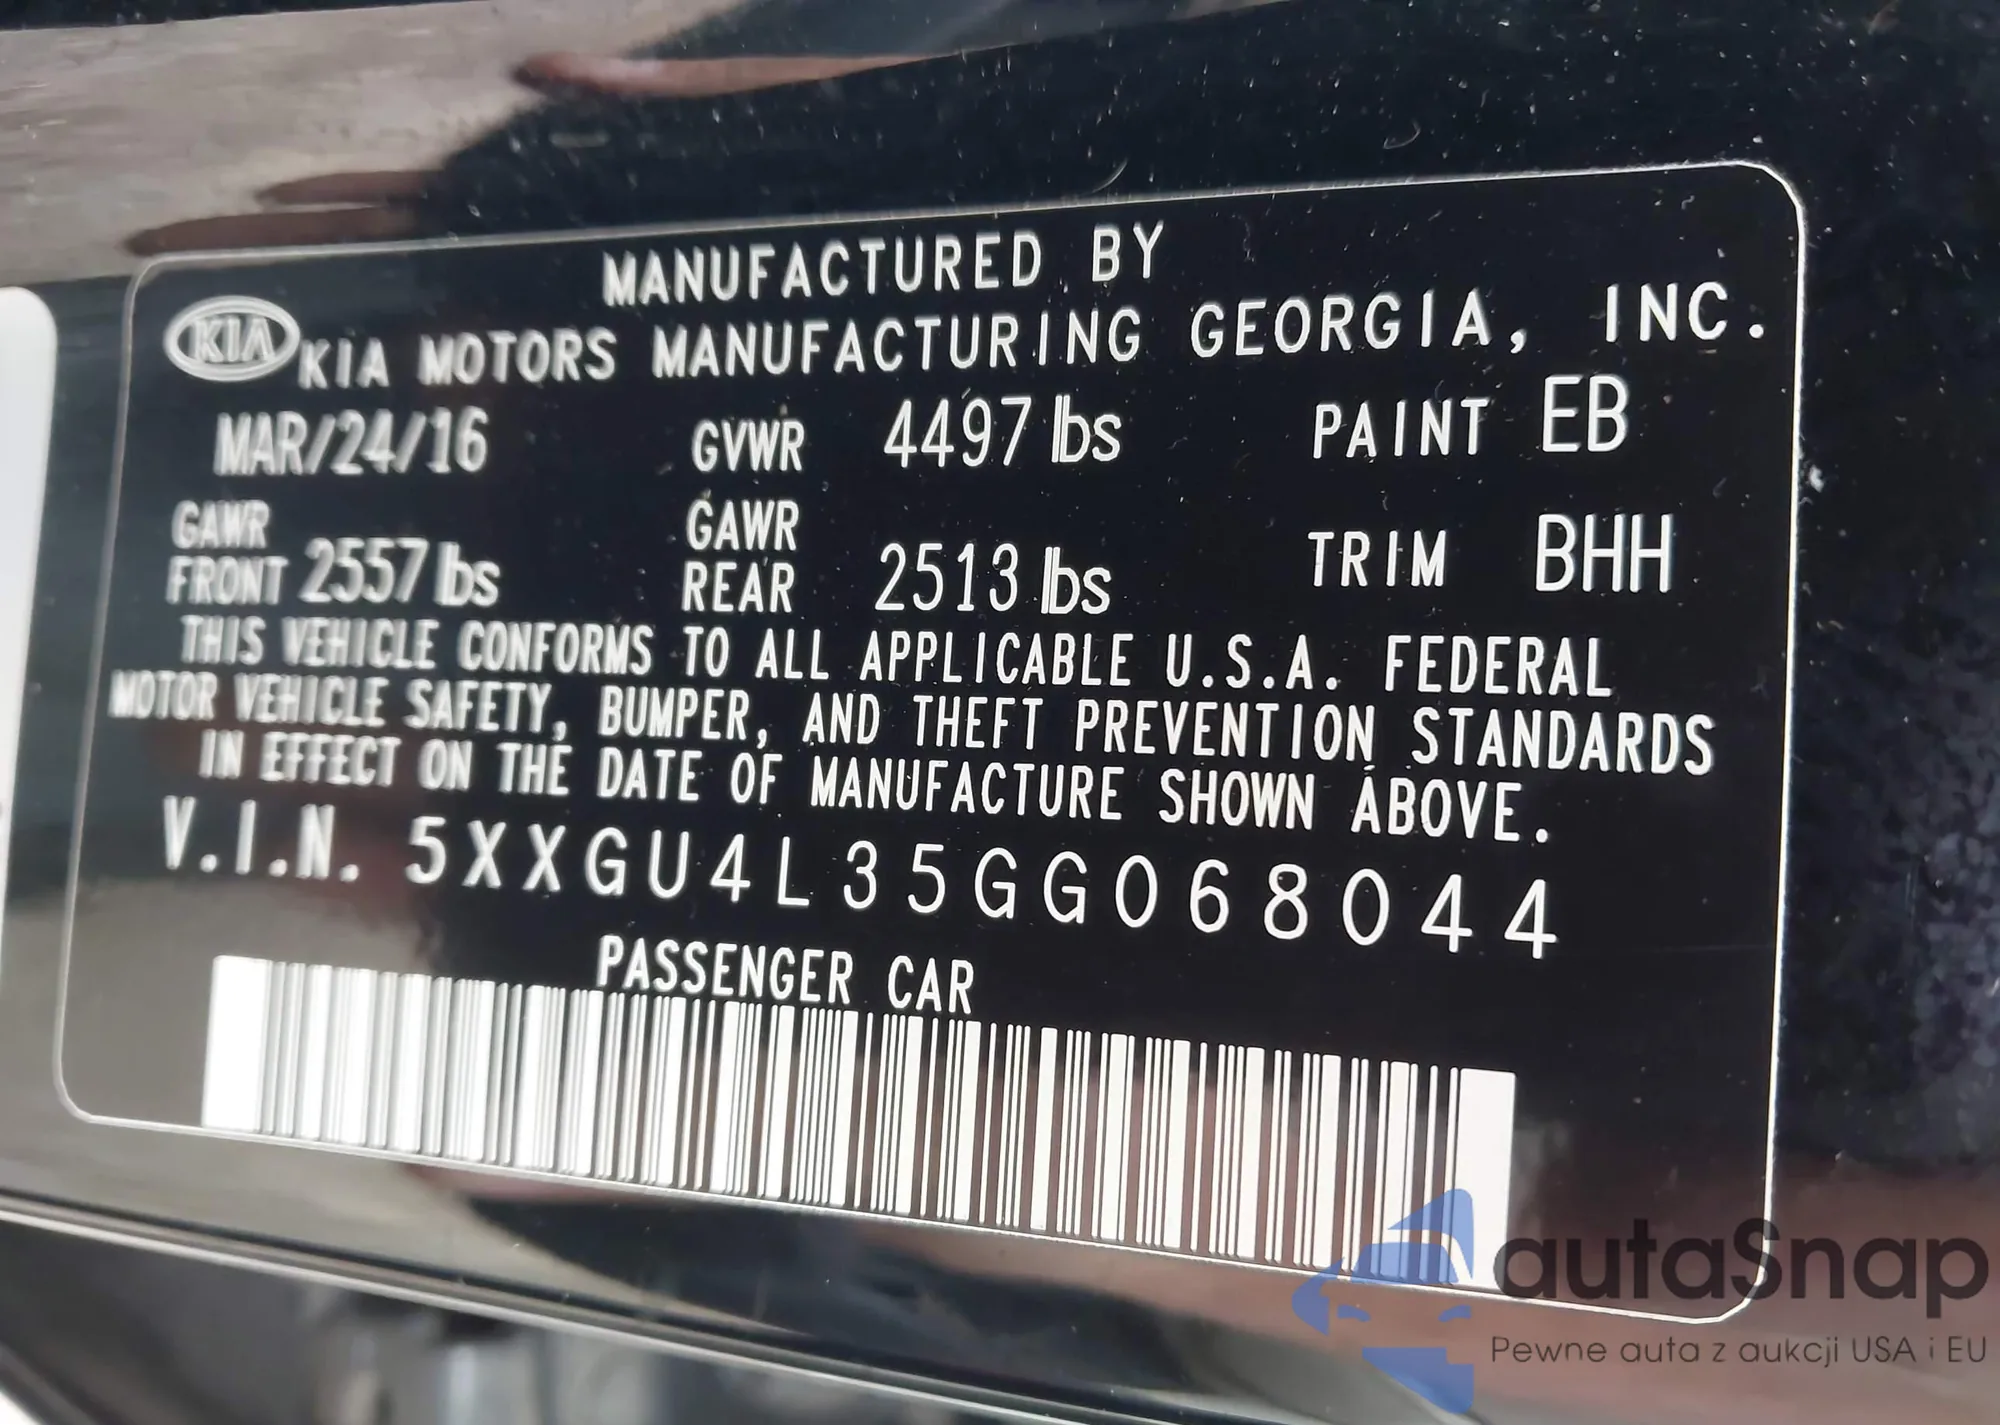 MANUFACTURED BY
KIA KIA MOTORS MANUFACTURING GEORGIA, INC.
MAR/24/16 GVWR 4497 lbs PAINT EB
GAWR FRONT 2557 lbs GAWR REAR 2513 lbs TRIM BHH
THIS VEHICLE CONFORMS TO ALL APPLICABLE U.S.A. FEDERAL
MOTOR VEHICLE SAFETY, BUMPER, AND THEFT PREVENTION STANDARDS
IN EFFECT ON THE DATE OF MANUFACTURE SHOWN ABOVE.
V.I.N. 5XXGU4L35GG068044
PASSENGER CAR
autaSnap
Pewne auta z aukcji USA i EU